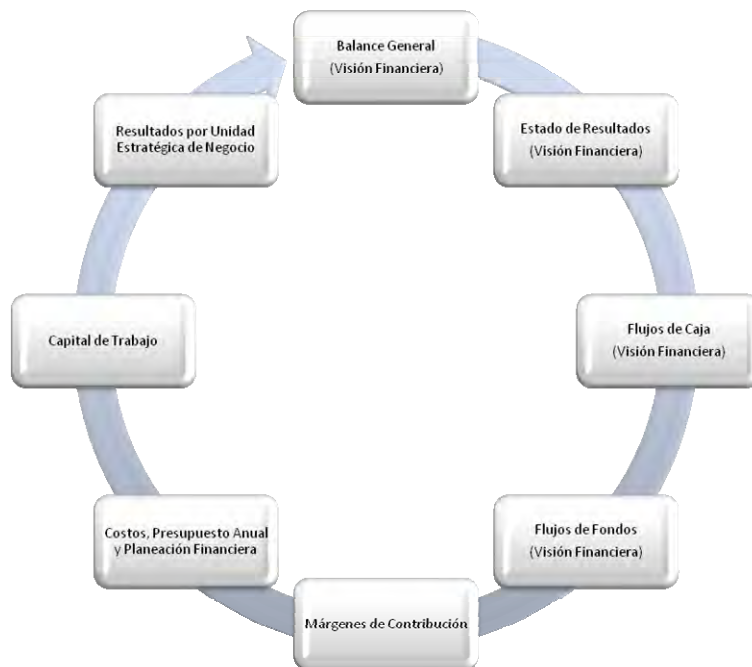 Balance General
(Visión Financiera)
Estado de Resultados
(Visión Financiera)
Flujos de Caja
(Visión Financiera)
Flujos de Fondos
(Visión Financiera)
Márgenes de Contribución
Costos, Presupuesto Anual
y Planeación Financiera
Capital de Trabajo
Resultados por Unidad
Estratégica de Negocio